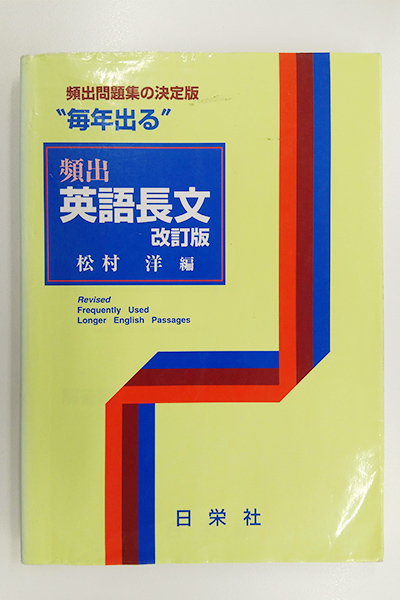 頻出問題集の決定版
"毎年出る"
頻出
英語長文
改訂版
松村 洋 編
Revised
Frequently Used
Longer English Passages
日栄社